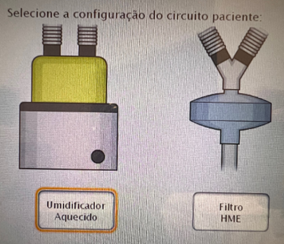 Selecione a configuração do circuito paciente:
Umidificador
Aquecido
Filtro
HME